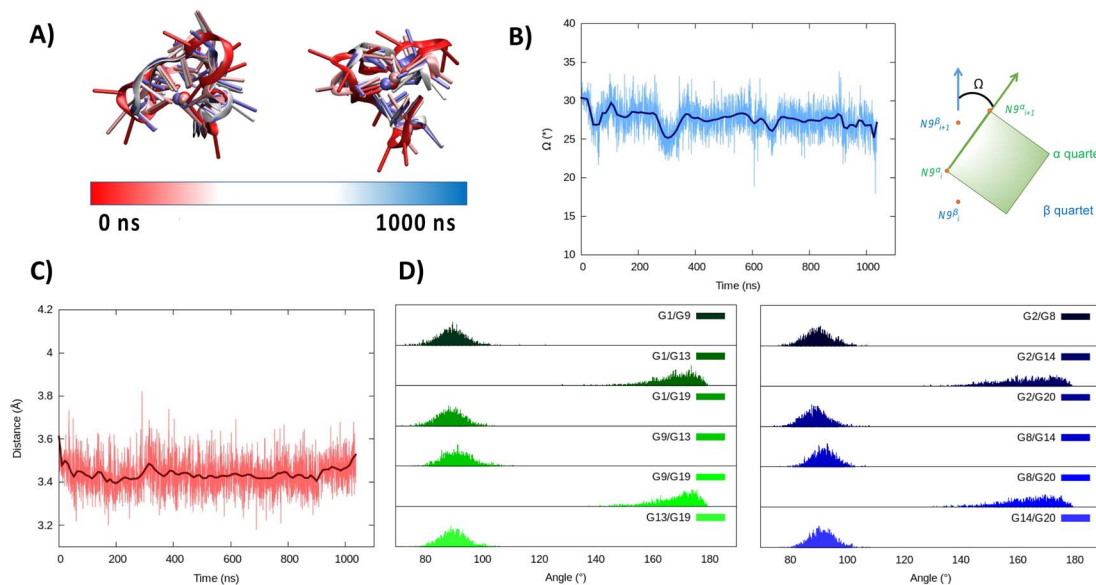 A)
0 ns
1000 ns
B)
40
35
30
25
20
15
10
Ω (°)
0 200 400 600 800 1000
Time (ns)
Ω
N9βi+1
N9αi+1
N9αi
N9βi
α quarte
β quartet
C)
4.2
4
3.8
3.6
3.4
3.2
Distance (Å)
0 200 400 600 800 1000
Time (ns)
D)
G1/G9
G1/G13
G1/G19
G9/G13
G9/G19
G13/G19
80 100 120 140 160 180
Angle (°)
G2/G8
G2/G14
G2/G20
G8/G14
G8/G20
G14/G20
80 100 120 140 160 180
Angle (°)